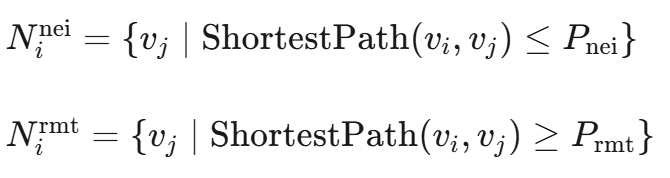 N_i^{nei} = {v_j | ShortestPath(v_i, v_j) ≤ P_{nei}}
N_i^{rmt} = {v_j | ShortestPath(v_i, v_j) ≥ P_{rmt}}